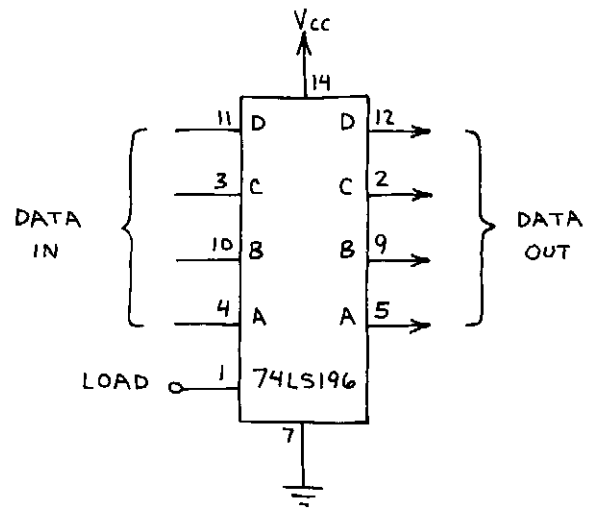 Vcc
14
11 D D 12
3 C C 2
DATA IN
DATA OUT
10 B B 9
4 A A 5
LOAD 1 74LS196
7